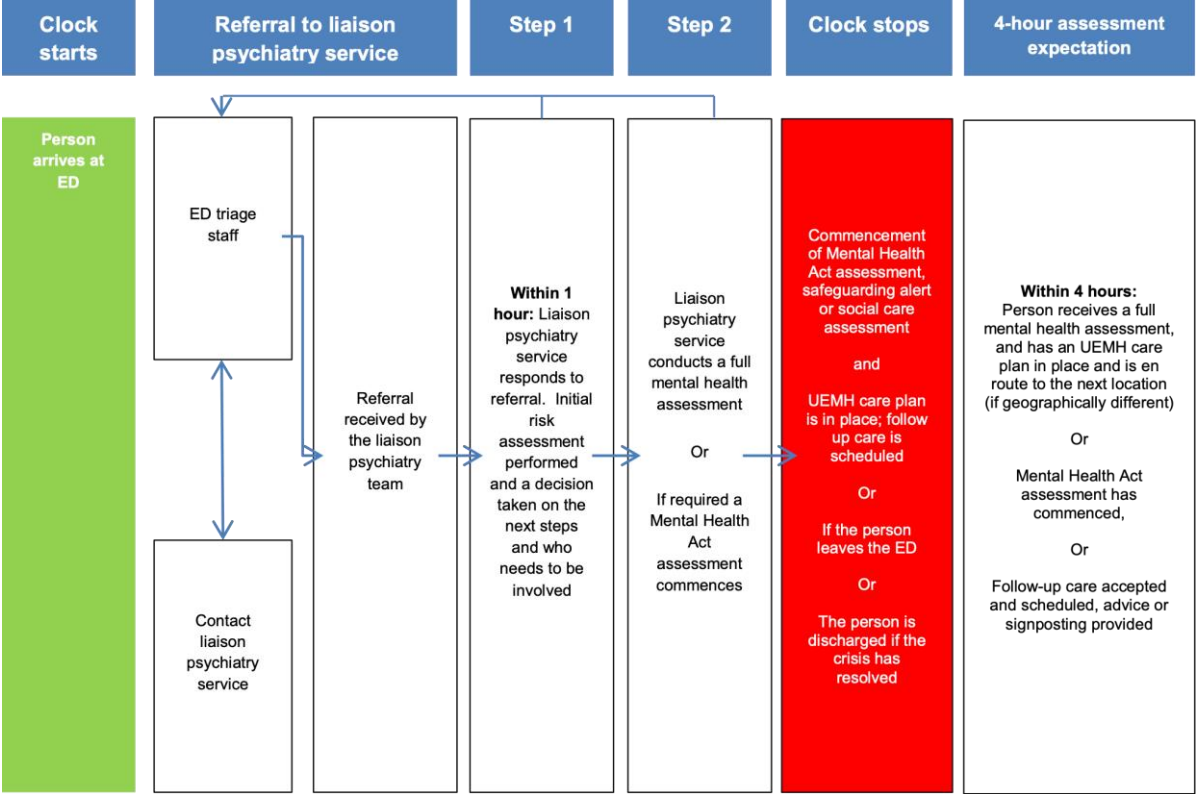 Clock
starts
Referral to liaison
psychiatry service
Step 1
Step 2
Clock stops
4-hour assessment
expectation
Person
arrives at
ED
ED triage
staff
Contact
liaison
psychiatry
service
Referral
received by
the liaison
psychiatry
team
Within 1
hour: Liaison
psychiatry
service
responds to
referral. Initial
risk
assessment
performed
and a decision
taken on the
next steps
and who
needs to be
involved
Liaison
psychiatry
service
conducts a full
mental health
assessment
Or
If required a
Mental Health
Act
assessment
commences
Commencement
of Mental Health
Act assessment,
safeguarding alert
or social care
assessment
and
UEMH care plan
is in place; follow
up care is
scheduled
Or
If the person
leaves the ED
Or
The person is
discharged if the
crisis has
resolved
Within 4 hours:
Person receives a full
mental health assessment,
and has an UEMH care
plan in place and is en
route to the next location
(if geographically different)
Or
Mental Health Act
assessment has
commenced,
Or
Follow-up care accepted
and scheduled, advice or
signposting provided